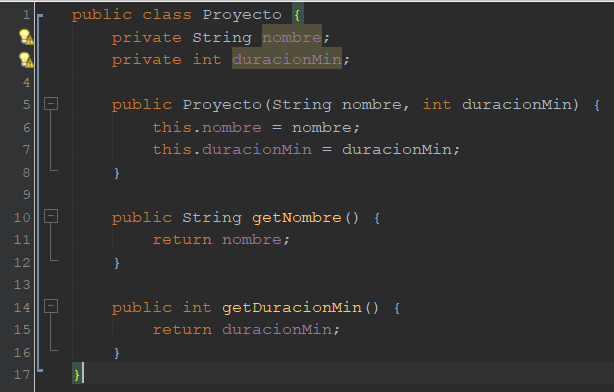 1 public class Proyecto {
private String nombre;
private int duracionMin;
4
5 public Proyecto(String nombre, int duracionMin) {
6 this.nombre = nombre;
7 this.duracionMin = duracionMin;
8 }
9
10 public String getNombre() {
11 return nombre;
12 }
13
14 public int getDuracionMin() {
15 return duracionMin;
16 }
17 }